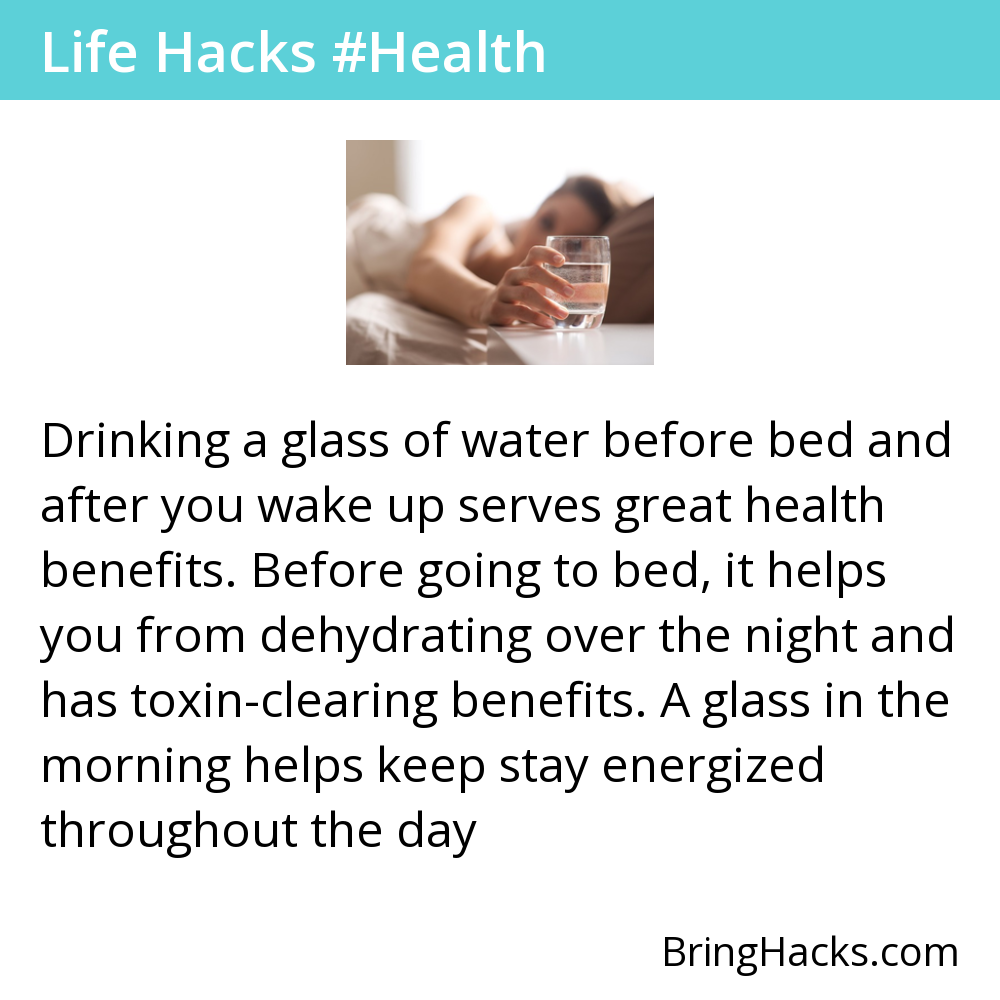 Life Hacks #Health
Drinking a glass of water before bed and
after you wake up serves great health
benefits. Before going to bed, it helps
you from dehydrating over the night and
has toxin-clearing benefits. A glass in the
morning helps keep stay energized
throughout the day
BringHacks.com